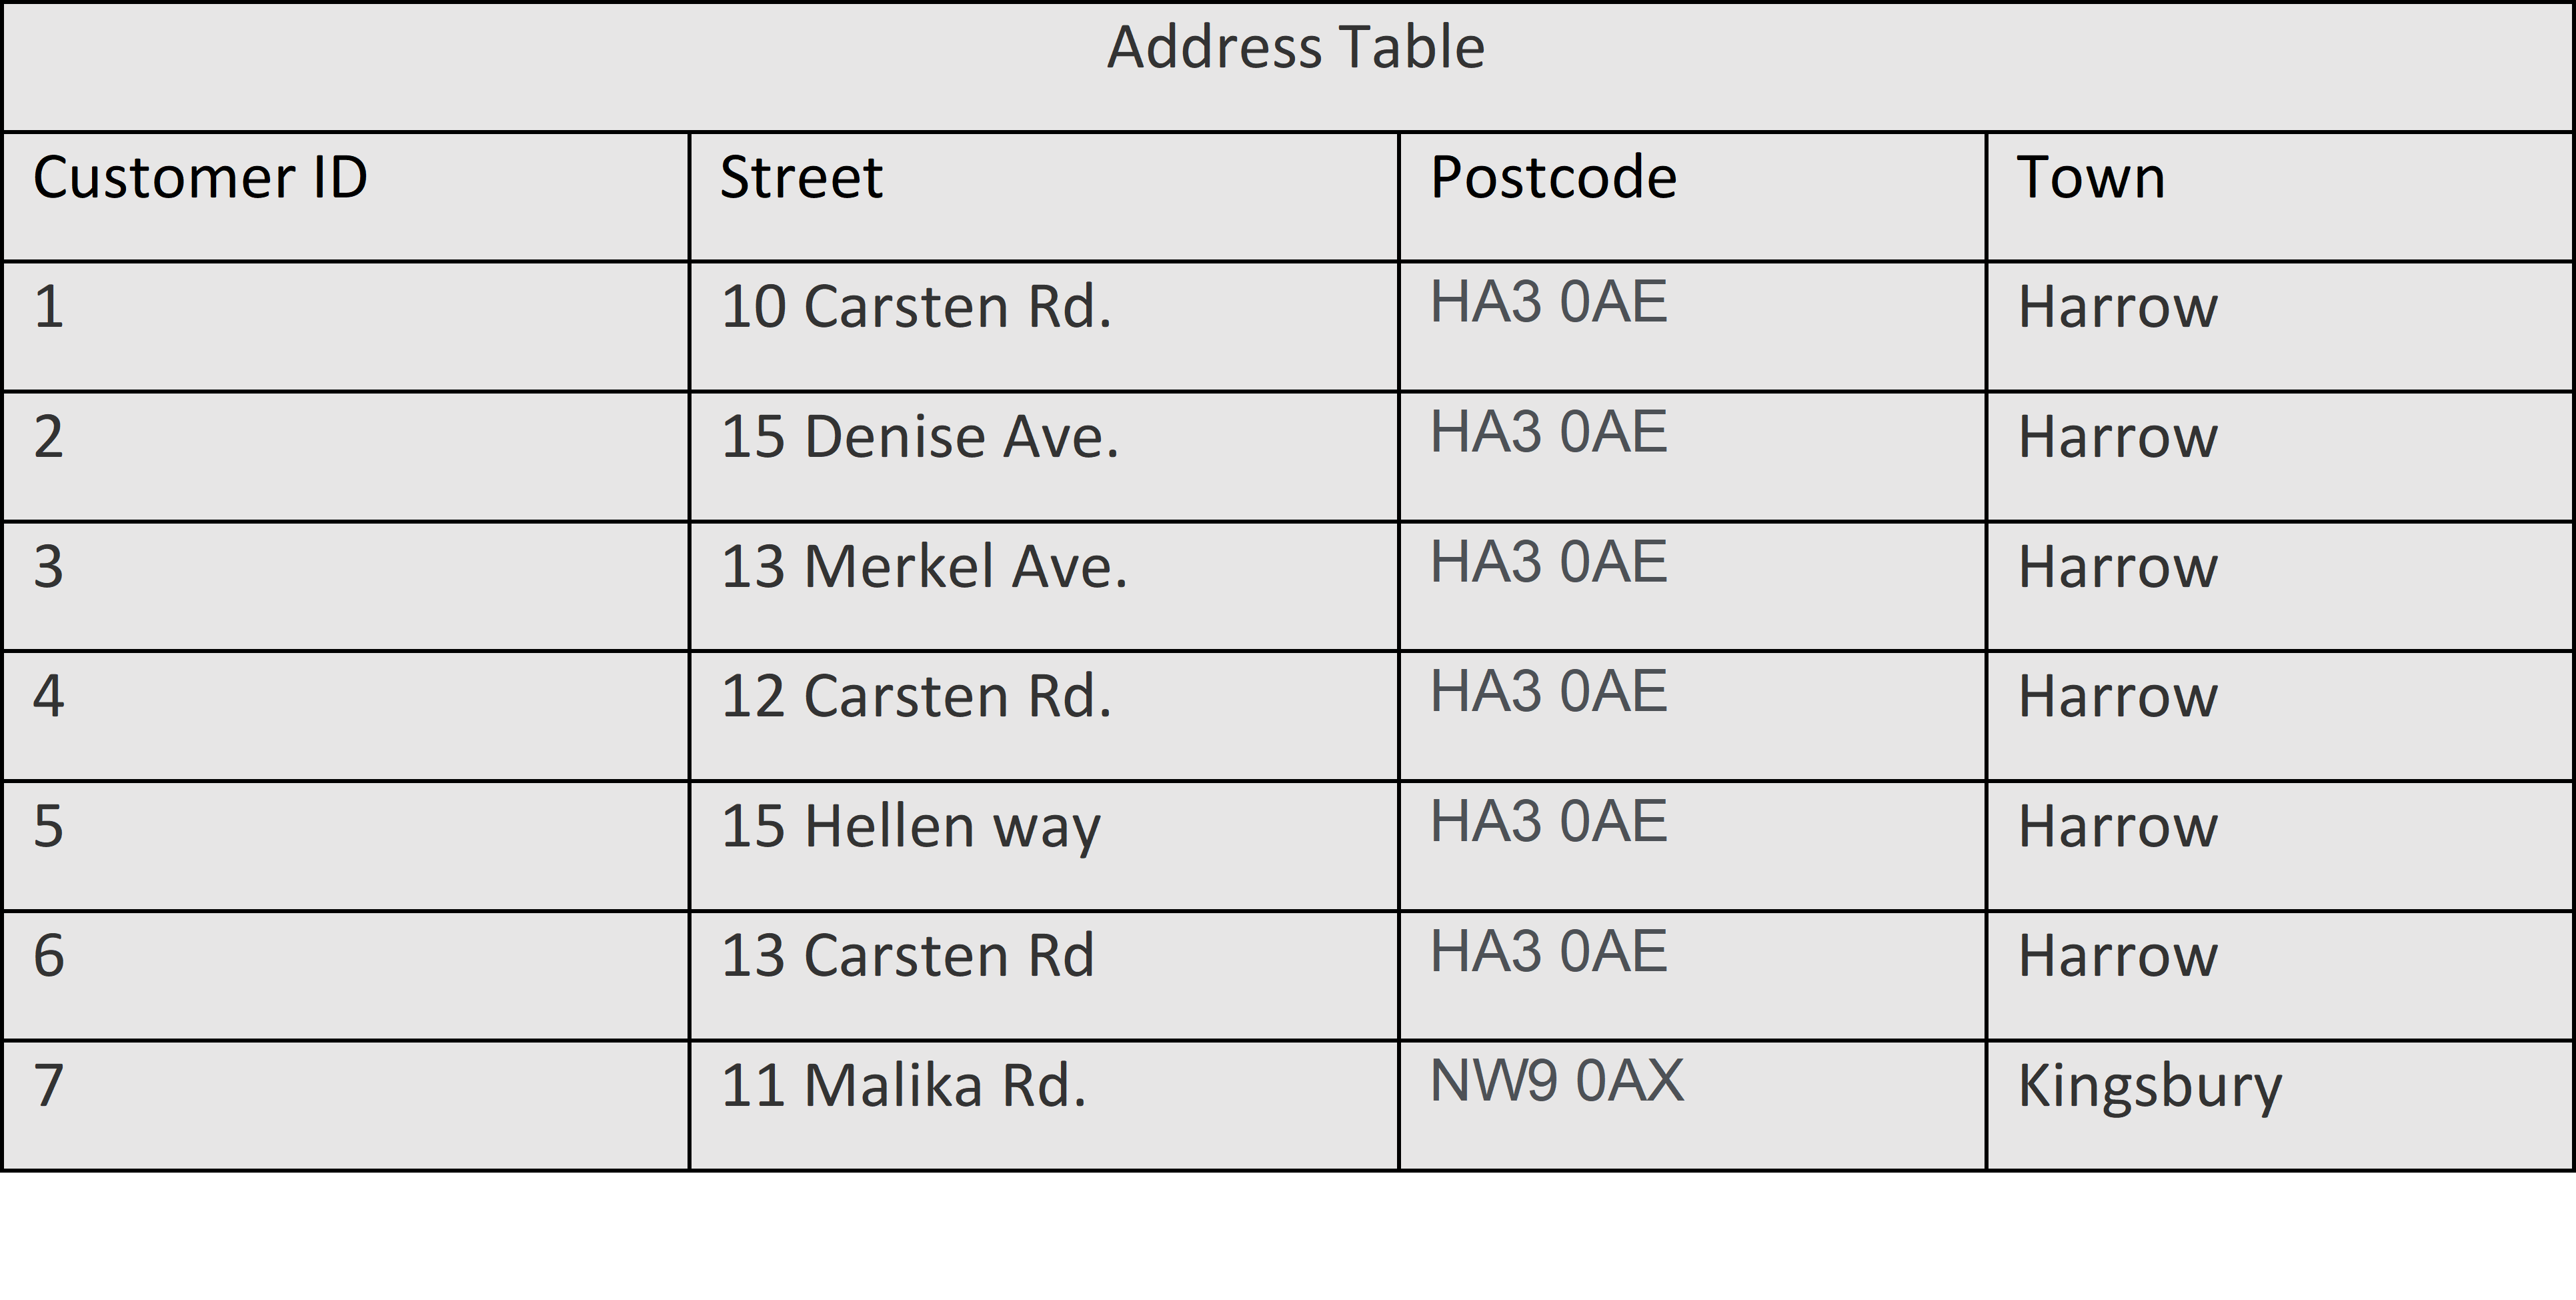 Address Table
Customer ID Street Postcode Town
1 10 Carsten Rd. HA3 0AE Harrow
2 15 Denise Ave. HA3 0AE Harrow
3 13 Merkel Ave. HA3 0AE Harrow
4 12 Carsten Rd. HA3 0AE Harrow
5 15 Hellen way HA3 0AE Harrow
6 13 Carsten Rd HA3 0AE Harrow
7 11 Malika Rd. NW9 0AX Kingsbury